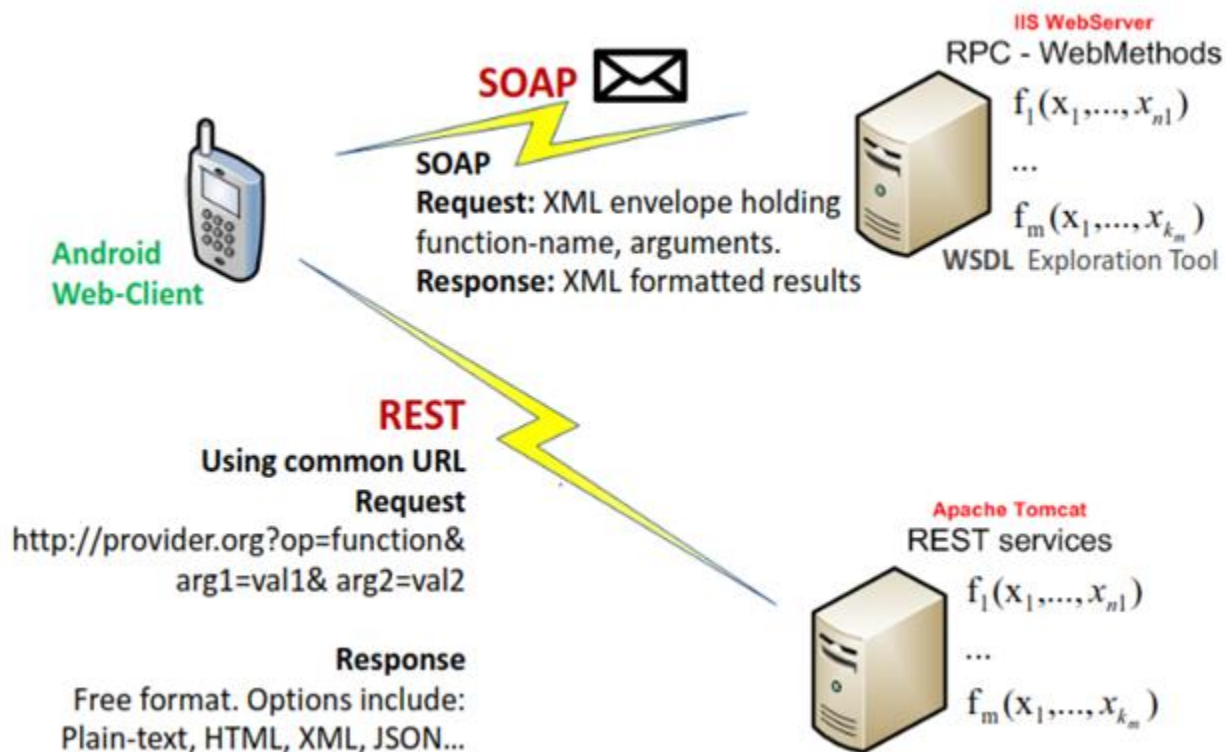 IIS WebServer
RPC - WebMethods
f₁(x₁,..., xₙ₁)
...
fₘ(x₁,..., xₖₘ)
WSDL Exploration Tool
SOAP
SOAP
Request: XML envelope holding
function-name, arguments.
Response: XML formatted results
Android
Web-Client
REST
Using common URL
Request
http://provider.org?op=function&
arg1=val1& arg2=val2
Response
Free format. Options include:
Plain-text, HTML, XML, JSON...
Apache Tomcat
REST services
f₁(x₁,..., xₙ₁)
...
fₘ(x₁,..., xₖₘ)